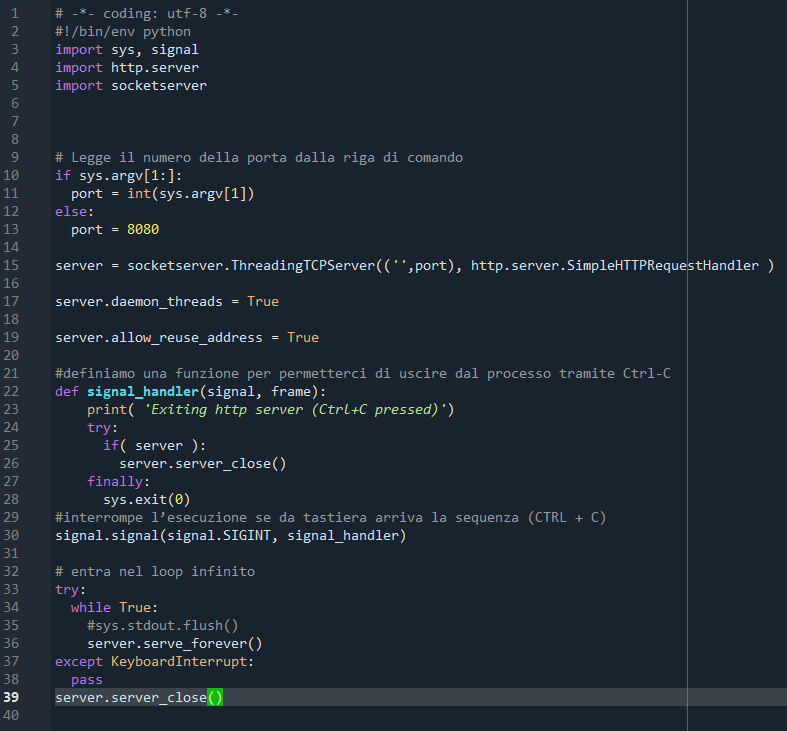 1 # -*- coding: utf-8 -*-
2 #!/bin/env python
3 import sys, signal
4 import http.server
5 import socketserver
6
7
8
9 # Legge il numero della porta dalla riga di comando
10 if sys.argv[1:]:
11   port = int(sys.argv[1])
12 else:
13   port = 8080
14
15 server = socketserver.ThreadingTCPServer(('',port), http.server.SimpleHTTPRequestHandler )
16
17 server.daemon_threads = True
18
19 server.allow_reuse_address = True
20
21 #definiamo una funzione per permetterci di uscire dal processo tramite Ctrl-C
22 def signal_handler(signal, frame):
23     print( 'Exiting http server (Ctrl+C pressed)')
24     try:
25       if( server ):
26         server.server_close()
27     finally:
28       sys.exit(0)
29 #interrompe l’esecuzione se da tastiera arriva la sequenza (CTRL + C)
30 signal.signal(signal.SIGINT, signal_handler)
31
32 # entra nel loop infinito
33 try:
34   while True:
35     #sys.stdout.flush()
36     server.serve_forever()
37 except KeyboardInterrupt:
38   pass
39 server.server_close()
40